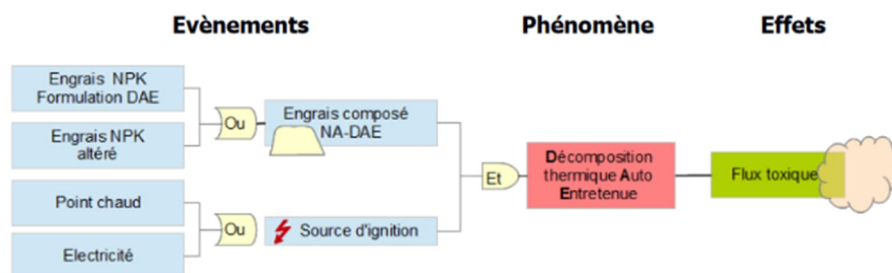 Evènements
Phénomène
Effets
Engrais NPK
Formulation DAE
Engrais NPK
altéré
Ou
Engrais composé
NA-DAE
Point chaud
Electricité
Ou
Source d'ignition
Et
Décomposition
thermique Auto
Entretenue
Flux toxique